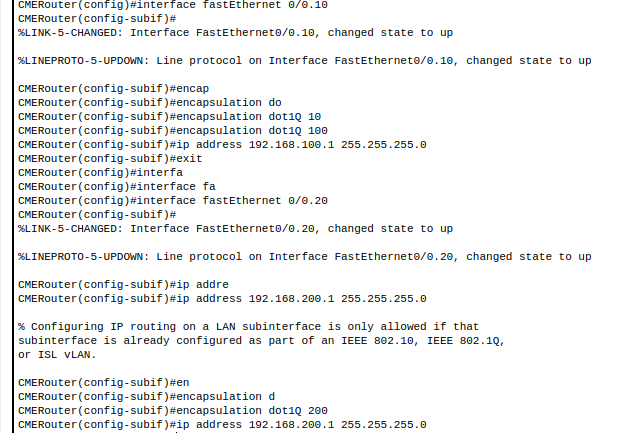 CMERouter(config)#interface fastEthernet 0/0.10
CMERouter(config-subif)#
%LINK-5-CHANGED: Interface FastEthernet0/0.10, changed state to up
%LINEPROTO-5-UPDOWN: Line protocol on Interface FastEthernet0/0.10, changed state to up
CMERouter(config-subif)#encap
CMERouter(config-subif)#encapsulation do
CMERouter(config-subif)#encapsulation dot1Q 10
CMERouter(config-subif)#encapsulation dot1Q 100
CMERouter(config-subif)#ip address 192.168.100.1 255.255.255.0
CMERouter(config-subif)#exit
CMERouter(config)#interfa
CMERouter(config)#interface fa
CMERouter(config)#interface fastEthernet 0/0.20
CMERouter(config-subif)#
%LINK-5-CHANGED: Interface FastEthernet0/0.20, changed state to up
%LINEPROTO-5-UPDOWN: Line protocol on Interface FastEthernet0/0.20, changed state to up
CMERouter(config-subif)#ip addre
CMERouter(config-subif)#ip address 192.168.200.1 255.255.255.0
% Configuring IP routing on a LAN subinterface is only allowed if that
subinterface is already configured as part of an IEEE 802.10, IEEE 802.1Q,
or ISL vLAN.
CMERouter(config-subif)#en
CMERouter(config-subif)#encapsulation d
CMERouter(config-subif)#encapsulation dot1Q 200
CMERouter(config-subif)#ip address 192.168.200.1 255.255.255.0